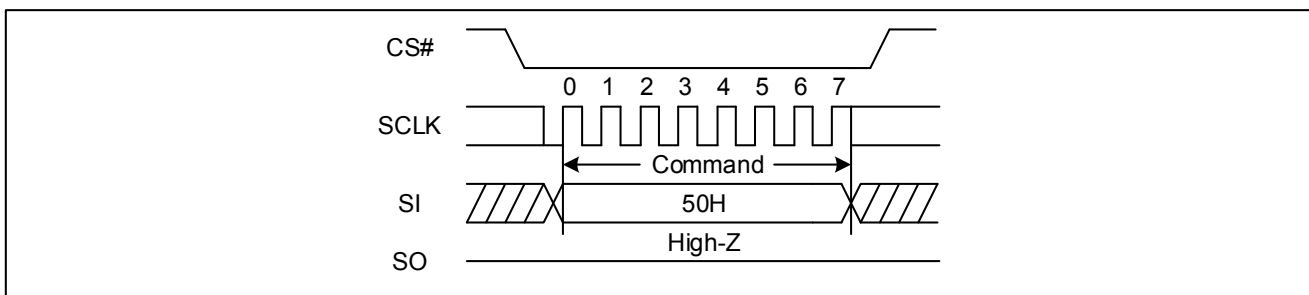 CS#
0 1 2 3 4 5 6 7
SCLK
Command
SI
50H
High-Z
SO